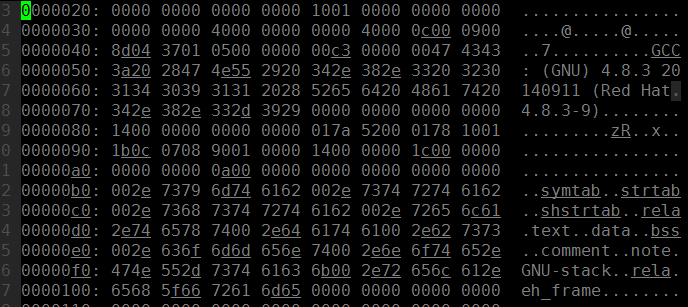 3 0000020: 0000 0000 0000 0000 1001 0000 0000 0000 ................
4 0000030: 0000 0000 4000 0000 0000 4000 0c00 0900 ....@.....@.....
5 0000040: 8d04 3701 0500 0000 00c3 0000 0047 4343 ..7..........GCC
6 0000050: 3a20 2847 4e55 2920 342e 382e 3320 3230 : (GNU) 4.8.3 20
7 0000060: 3134 3039 3131 2028 5265 6420 4861 7420 140911 (Red Hat.
8 0000070: 342e 382e 332d 3929 0000 0000 0000 0000 4.8.3-9)........
9 0000080: 1400 0000 0000 0000 017a 5200 0178 1001 .........zR..x..
0 0000090: 1b0c 0708 9001 0000 1400 0000 1c00 0000 ................
1 00000a0: 0000 0000 0a00 0000 0000 0000 0000 0000 ................
2 00000b0: 002e 7379 6d74 6162 002e 7374 7274 6162 ..symtab..strtab
3 00000c0: 002e 7368 7374 7274 6162 002e 7265 6c61 ..shstrtab..rela
4 00000d0: 2e74 6578 7400 2e64 6174 6100 2e62 7373 .text..data..bss
5 00000e0: 002e 636f 6d6d 656e 7400 2e6e 6f74 652e ..comment..note.
6 00000f0: 474e 552d 7374 6163 6b00 2e72 656c 612e GNU-stack..rela.
7 0000100: 6568 5f66 7261 6d65 0000 0000 0000 0000 eh_frame........